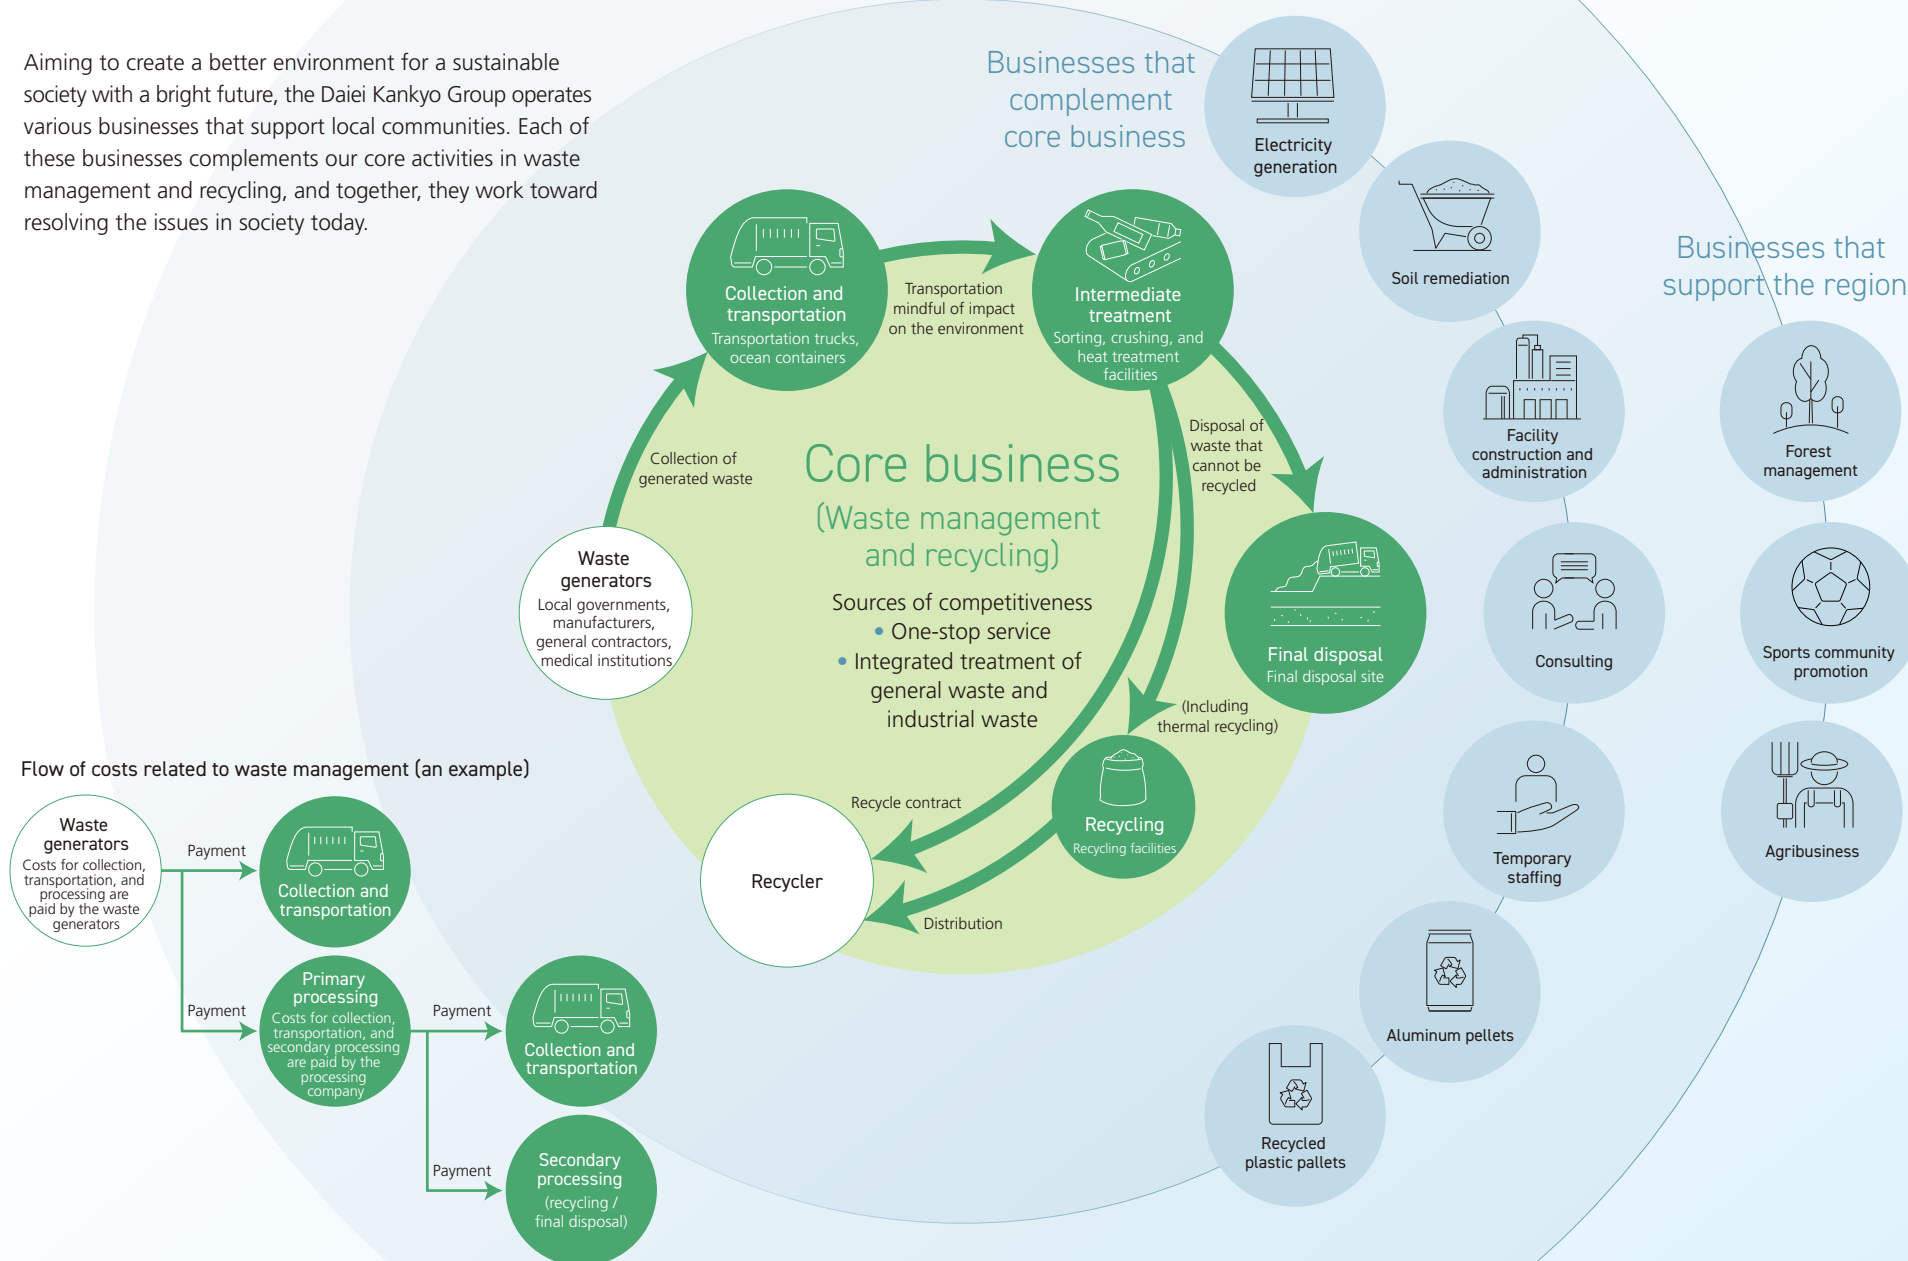 Aiming to create a better environment for a sustainable
society with a bright future, the Daiei Kankyo Group operates
various businesses that support local communities. Each of
these businesses complements our core activities in waste
management and recycling, and together, they work toward
resolving the issues in society today.
Businesses that
complement
core business
Electricity
generation
Soil remediation
Facility
construction and
administration
Consulting
Temporary
staffing
Aluminum pellets
Recycled
plastic pallets
Businesses that
support the region
Forest
management
Sports community
promotion
Agribusiness
Collection and
transportation
Transportation trucks,
ocean containers
Transportation
mindful of impact
on the environment
Intermediate
treatment
Sorting, crushing, and
heat treatment
facilities
Collection of
generated waste
Disposal of
waste that
cannot be
recycled
Core business
(Waste management
and recycling)
Sources of competitiveness
• One-stop service
• Integrated treatment of
general waste and
industrial waste
Waste
generators
Local governments,
manufacturers,
general contractors,
medical institutions
Final disposal
Final disposal site
(Including
thermal recycling)
Recycle contract
Recycling
Recycling facilities
Recycler
Distribution
Flow of costs related to waste management (an example)
Waste
generators
Costs for collection,
transportation, and
processing are
paid by the waste
generators
Payment
Collection and
transportation
Payment
Primary
processing
Costs for collection,
transportation, and
secondary processing
are paid by the
processing
company
Payment
Collection and
transportation
Payment
Secondary
processing
(recycling /
final disposal)